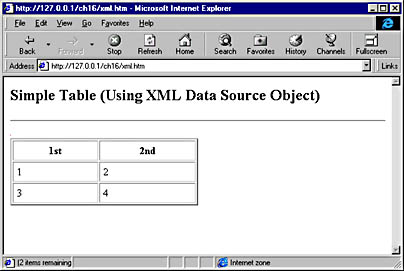 http://127.0.0.1/ch16/xml.htm - Microsoft Internet Explorer
File Edit View Go Favorites Help
Back Forward Stop Refresh Home Search Favorites History Channels Fullscreen
Address http://127.0.0.1/ch16/xml.htm Links
Simple Table (Using XML Data Source Object)
1st 2nd
1 2
3 4
(2 items remaining Internet zone